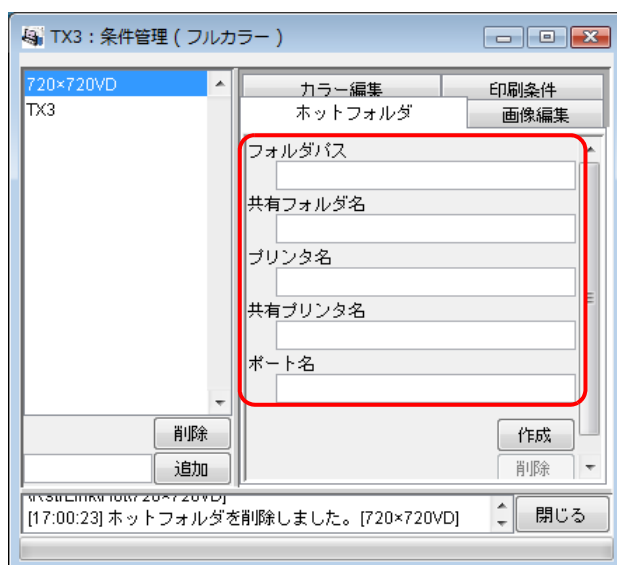 TX3：条件管理 ( フルカラー )
720×720VD
TX3
カラー編集
印刷条件
ホットフォルダ
画像編集
フォルダパス
共有フォルダ名
プリンタ名
共有プリンタ名
ポート名
削除
追加
作成
削除
[17:00:23] ホットフォルダを削除しました。[720×720VD]
閉じる